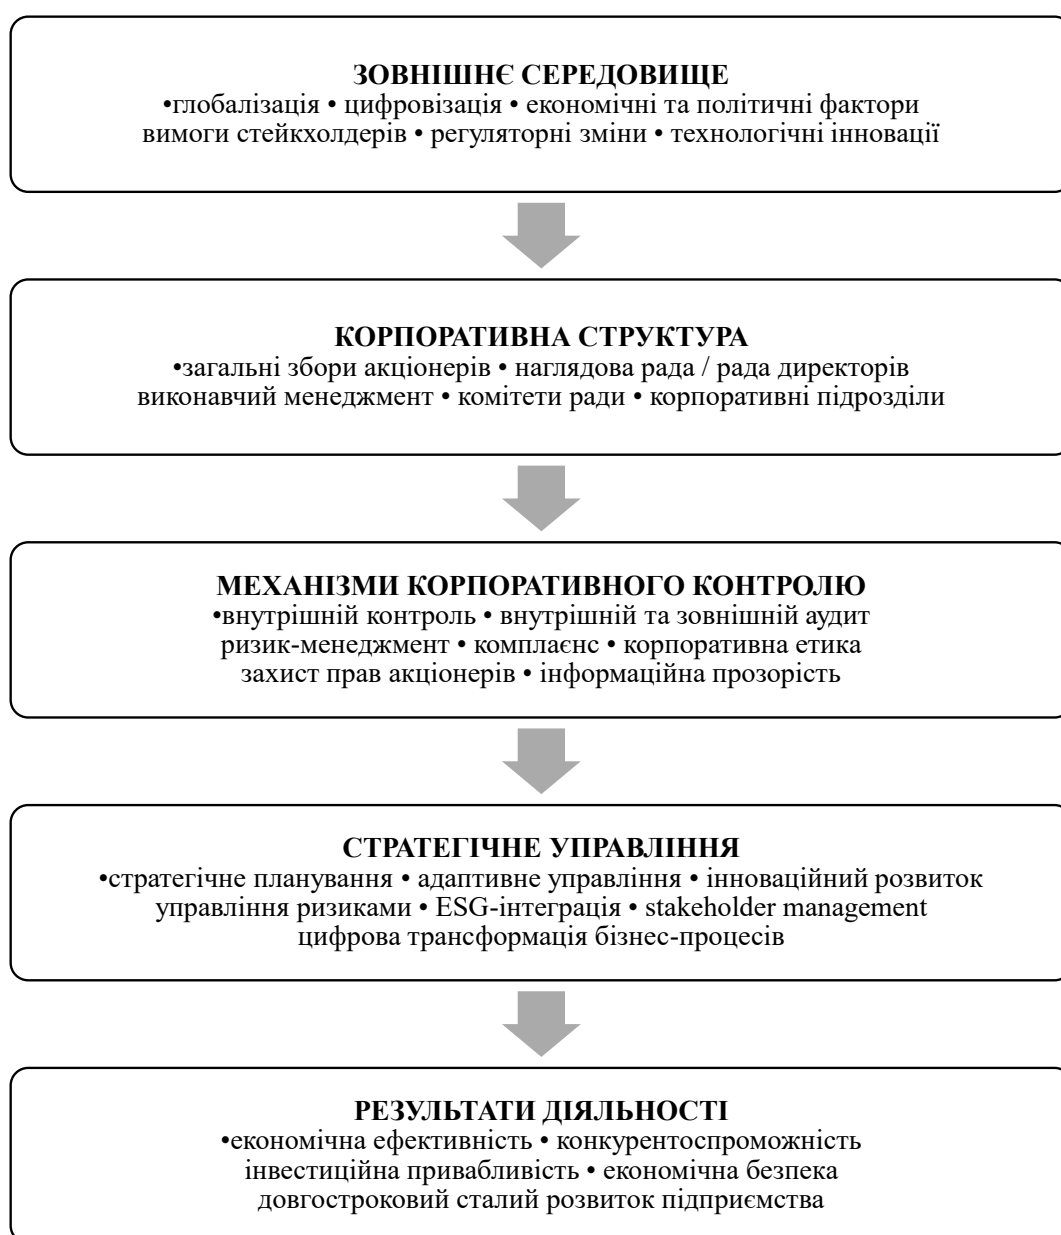 ЗОВНІШНЄ СЕРЕДОВИЩЕ
•глобалізація • цифровізація • економічні та політичні фактори
вимоги стейкхолдерів • регуляторні зміни • технологічні інновації
КОРПОРАТИВНА СТРУКТУРА
•загальні збори акціонерів • наглядова рада / рада директорів
виконавчий менеджмент • комітети ради • корпоративні підрозділи
МЕХАНІЗМИ КОРПОРАТИВНОГО КОНТРОЛЮ
•внутрішній контроль • внутрішній та зовнішній аудит
ризик-менеджмент • комплаєнс • корпоративна етика
захист прав акціонерів • інформаційна прозорість
СТРАТЕГІЧНЕ УПРАВЛІННЯ
•стратегічне планування • адаптивне управління • інноваційний розвиток
управління ризиками • ESG-інтеграція • stakeholder management
цифрова трансформація бізнес-процесів
РЕЗУЛЬТАТИ ДІЯЛЬНОСТІ
•економічна ефективність • конкурентоспроможність
інвестиційна привабливість • економічна безпека
довгостроковий сталий розвиток підприємства